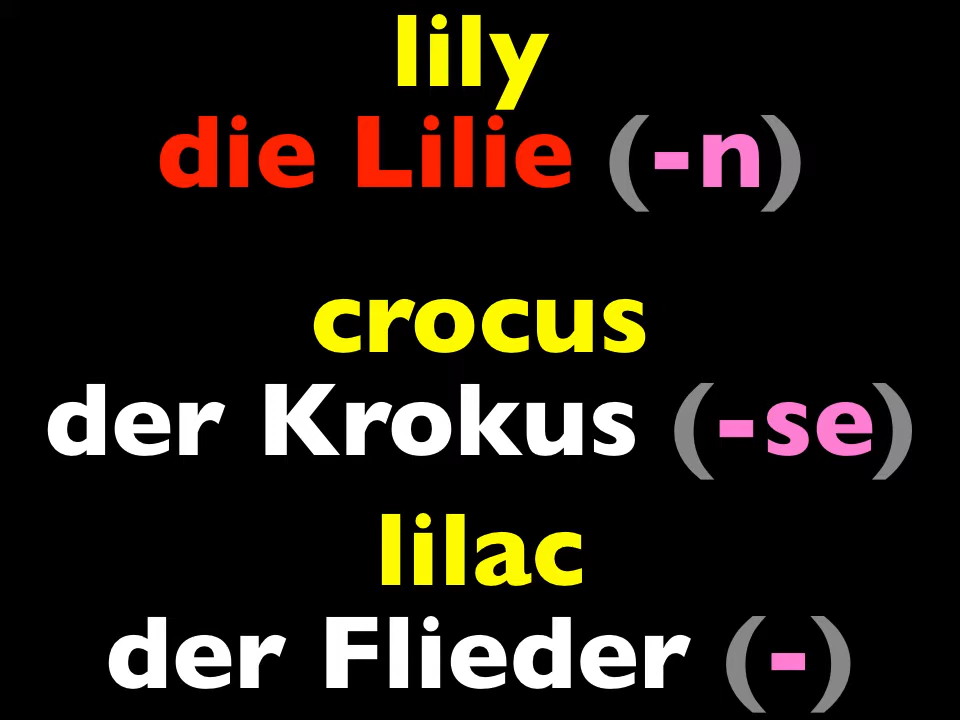 lily
die Lilie (-n)
crocus
der Krokus (-se)
lilac
der Flieder (-)